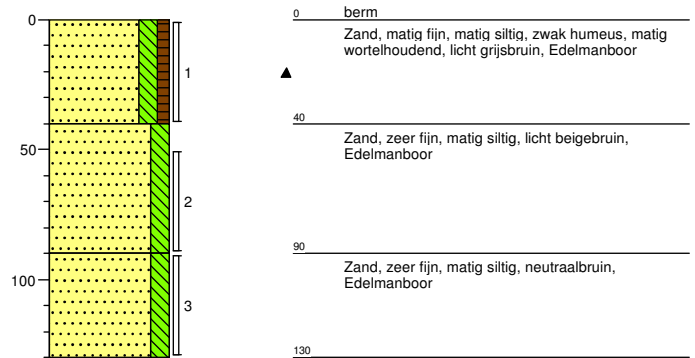 0
50
100
1
2
3
0 berm
Zand, matig fijn, matig siltig, zwak humeus, matig
wortelhoudend, licht grijsbruin, Edelmanboor
40
Zand, zeer fijn, matig siltig, licht beigebruin,
Edelmanboor
90
Zand, zeer fijn, matig siltig, neutraalbruin,
Edelmanboor
130